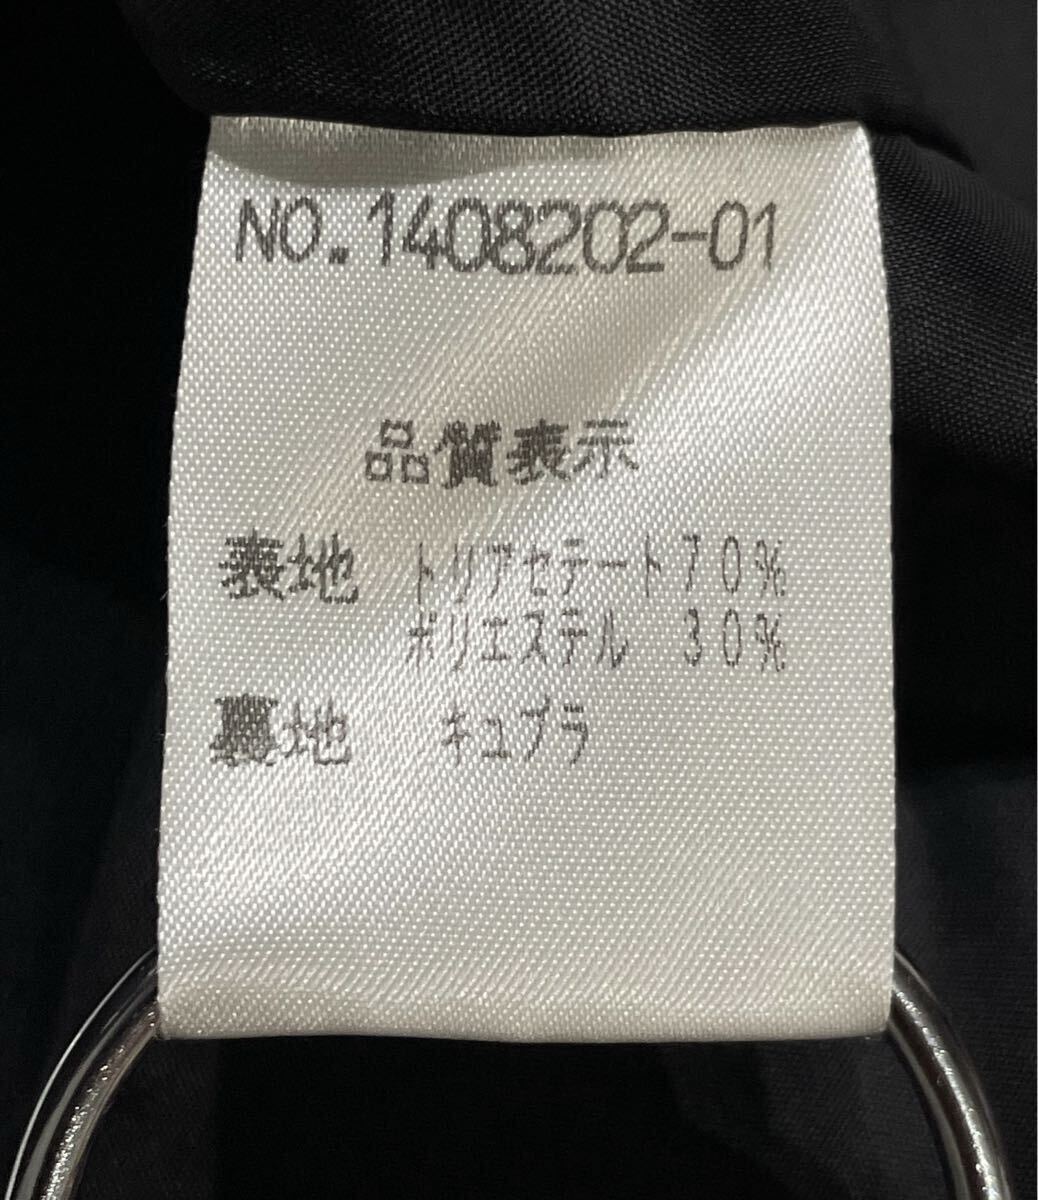 NO.1408202-01
品質表示
表地 トリアセテート70%
ポリエステル 30%
裏地 キュプラ